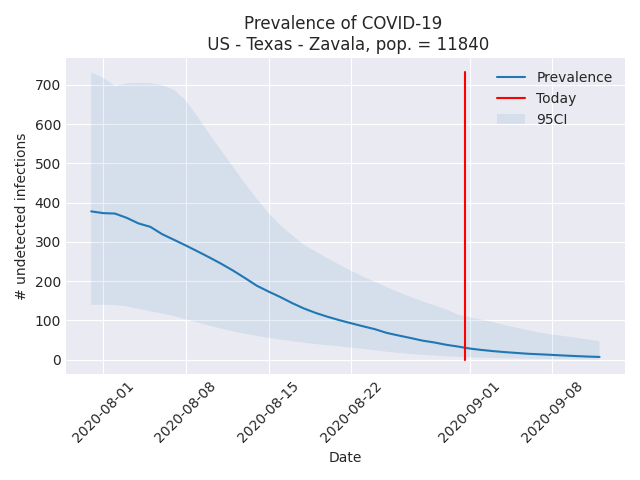 Prevalence of COVID-19
US - Texas - Zavala, pop. = 11840
Prevalence
Today
95CI
700
600
500
400
300
200
100
0
# undetected infections
2020-08-01
2020-08-08
2020-08-15
2020-08-22
2020-09-01
2020-09-08
Date